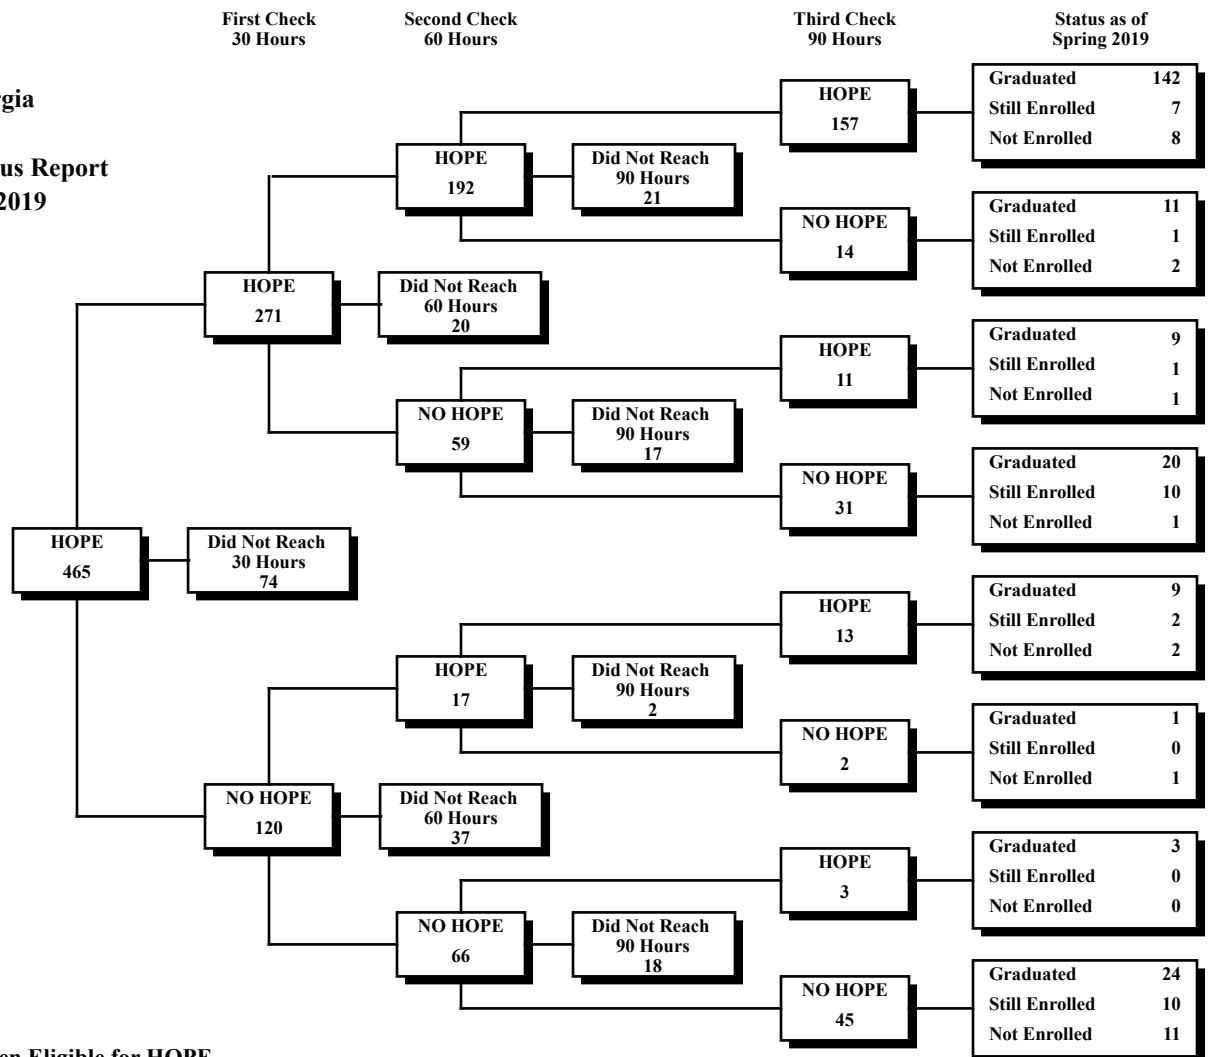 First Check
30 Hours
Second Check
60 Hours
Third Check
90 Hours
Status as of
Spring 2019
rgia
us Report
2019
HOPE
465
Did Not Reach
30 Hours
74
HOPE
271
Did Not Reach
60 Hours
20
NO HOPE
120
Did Not Reach
60 Hours
37
HOPE
192
Did Not Reach
90 Hours
21
NO HOPE
59
Did Not Reach
90 Hours
17
HOPE
17
Did Not Reach
90 Hours
2
NO HOPE
66
Did Not Reach
90 Hours
18
HOPE
157
Graduated 142
Still Enrolled 7
Not Enrolled 8
NO HOPE
14
Graduated 11
Still Enrolled 1
Not Enrolled 2
HOPE
11
Graduated 9
Still Enrolled 1
Not Enrolled 1
NO HOPE
31
Graduated 20
Still Enrolled 10
Not Enrolled 1
HOPE
13
Graduated 9
Still Enrolled 2
Not Enrolled 2
NO HOPE
2
Graduated 1
Still Enrolled 0
Not Enrolled 1
HOPE
3
Graduated 3
Still Enrolled 0
Not Enrolled 0
NO HOPE
45
Graduated 24
Still Enrolled 10
Not Enrolled 11
en Eligible for HOPE